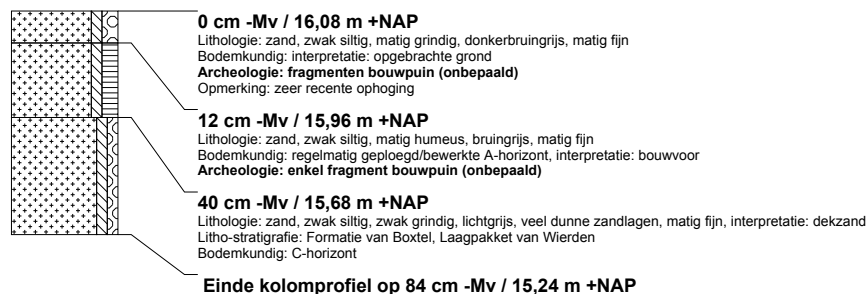 0 cm -Mv / 16,08 m +NAP
Lithologie: zand, zwak siltig, matig grindig, donkerbruingrijs, matig fijn
Bodemkundig: interpretatie: opgebrachte grond
Archeologie: fragmenten bouwpuin (onbepaald)
Opmerking: zeer recente ophoging
12 cm -Mv / 15,96 m +NAP
Lithologie: zand, zwak siltig, matig humeus, bruingrijs, matig fijn
Bodemkundig: regelmatig geploegd/bewerkte A-horizont, interpretatie: bouwvoor
Archeologie: enkel fragment bouwpuin (onbepaald)
40 cm -Mv / 15,68 m +NAP
Lithologie: zand, zwak siltig, zwak grindig, lichtgrijs, veel dunne zandlagen, matig fijn, interpretatie: dekzand
Litho-stratigrafie: Formatie van Boxtel, Laagpakket van Wierden
Bodemkundig: C-horizont
Einde kolomprofiel op 84 cm -Mv / 15,24 m +NAP